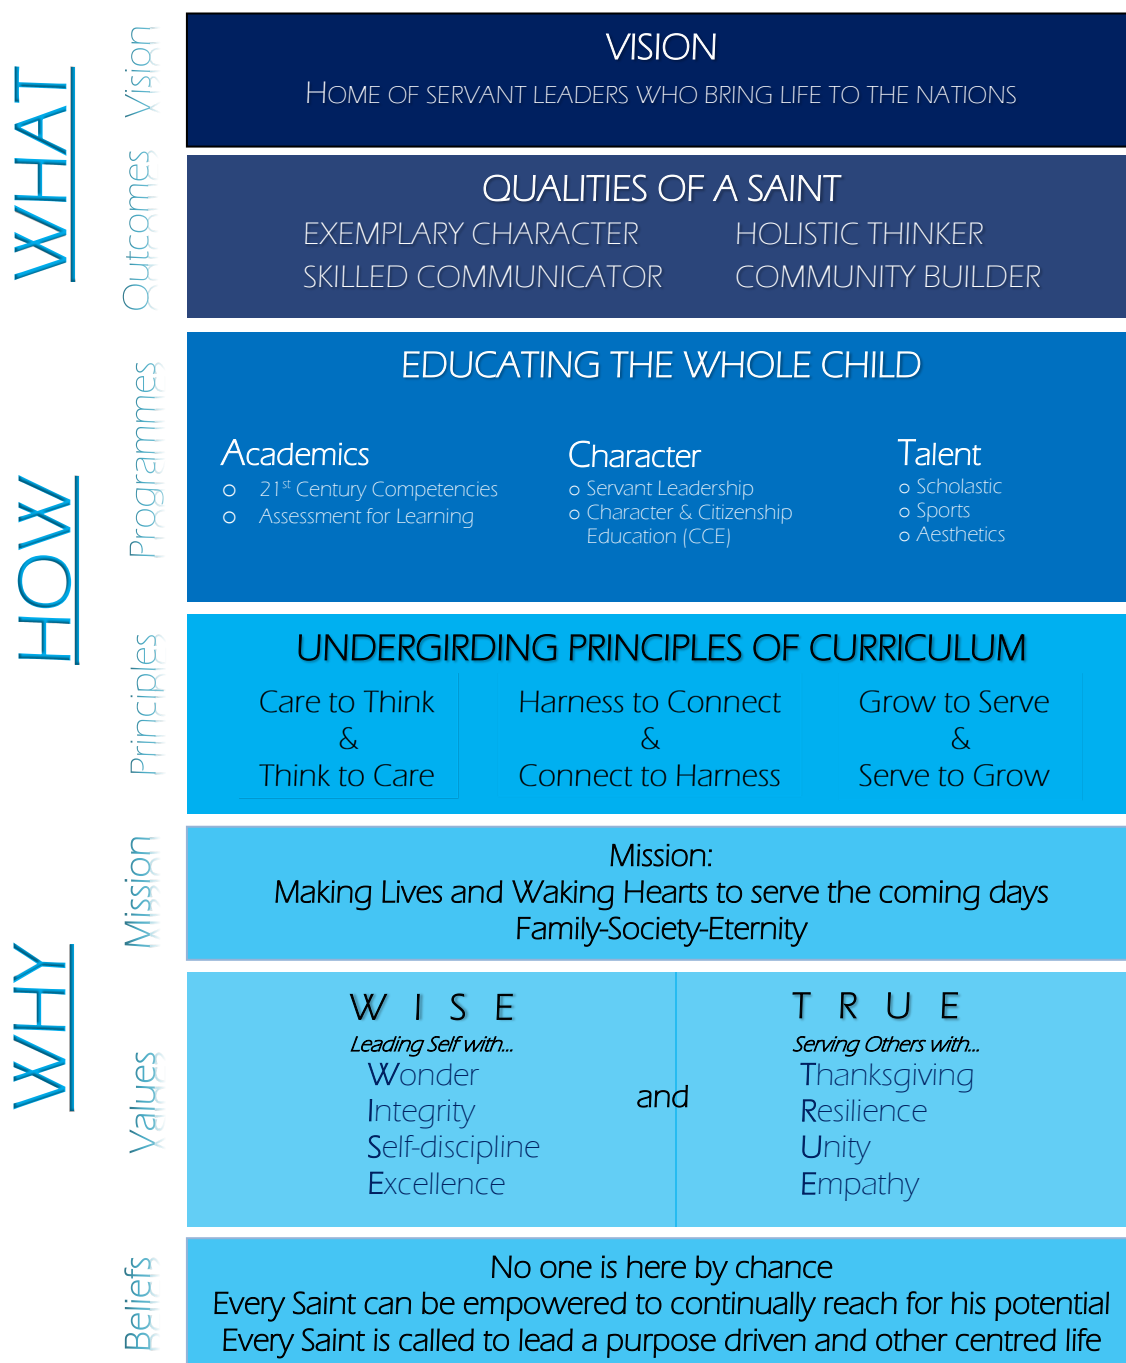 WHAT
Vision
VISION
HOME OF SERVANT LEADERS WHO BRING LIFE TO THE NATIONS
Outcomes
QUALITIES OF A SAINT
EXEMPLARY CHARACTER HOLISTIC THINKER
SKILLED COMMUNICATOR COMMUNITY BUILDER
HOW
Programmes
EDUCATING THE WHOLE CHILD
Academics
o 21st Century Competencies
o Assessment for Learning
Character
o Servant Leadership
o Character & Citizenship
Education (CCE)
Talent
o Scholastic
o Sports
o Aesthetics
Principles
UNDERGIRDING PRINCIPLES OF CURRICULUM
Care to Think
&
Think to Care
Harness to Connect
&
Connect to Harness
Grow to Serve
&
Serve to Grow
WHY
Mission
Mission:
Making Lives and Waking Hearts to serve the coming days
Family-Society-Eternity
Values
W I S E
Leading Self with...
Wonder
Integrity
Self-discipline
Excellence
and
T R U E
Serving Others with...
Thanksgiving
Resilience
Unity
Empathy
Beliefs
No one is here by chance
Every Saint can be empowered to continually reach for his potential
Every Saint is called to lead a purpose driven and other centred life